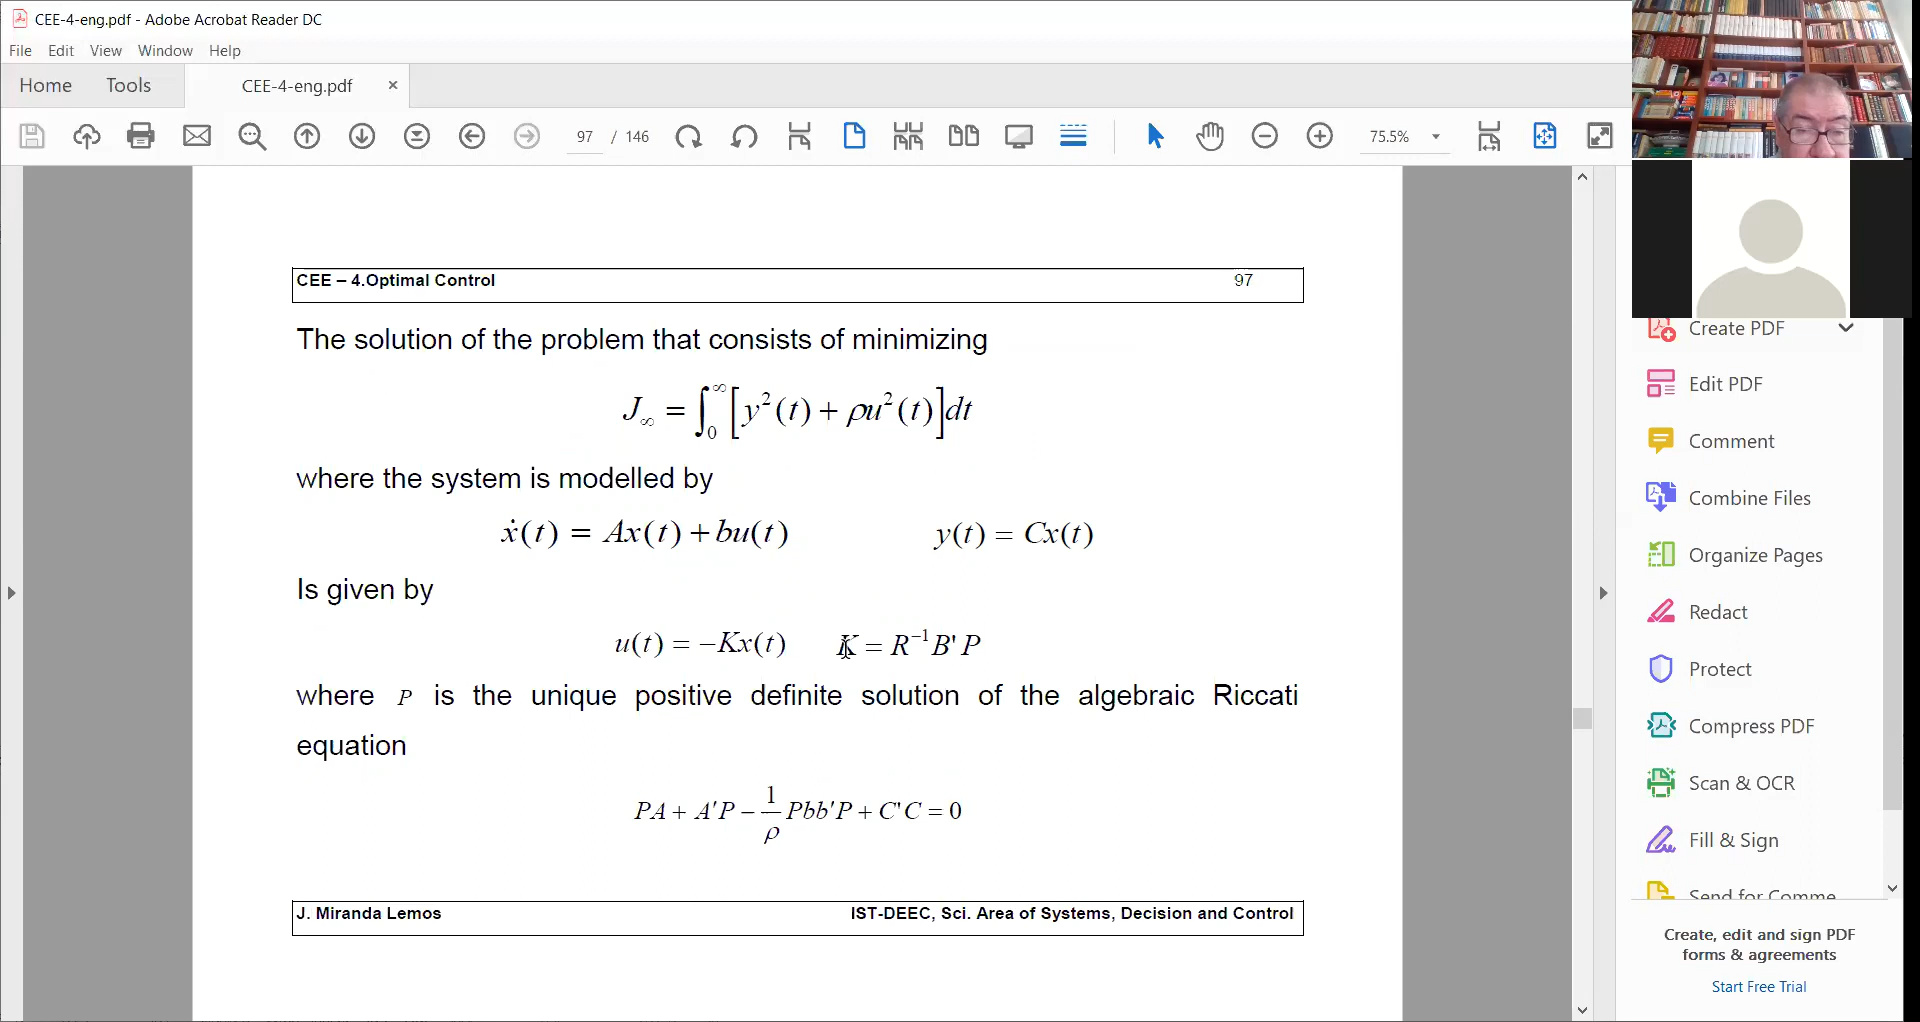 CEE-4-eng.pdf - Adobe Acrobat Reader DC
File Edit View Window Help
Home Tools CEE-4-eng.pdf ×
97 / 146 75.5%
CEE – 4.Optimal Control 97
The solution of the problem that consists of minimizing
J∞ = ∫₀^∞ [y²(t) + ρu²(t)]dt
where the system is modelled by
ẋ(t) = Ax(t) + bu(t) y(t) = Cx(t)
Is given by
u(t) = −Kx(t) K = R⁻¹B' P
where P is the unique positive definite solution of the algebraic Riccati
equation
PA + A'P − 1/ρ Pbb'P + C'C = 0
J. Miranda Lemos IST-DEEC, Sci. Area of Systems, Decision and Control
Create PDF
Edit PDF
Comment
Combine Files
Organize Pages
Redact
Protect
Compress PDF
Scan & OCR
Fill & Sign
Send for Comme
Create, edit and sign PDF
forms & agreements
Start Free Trial